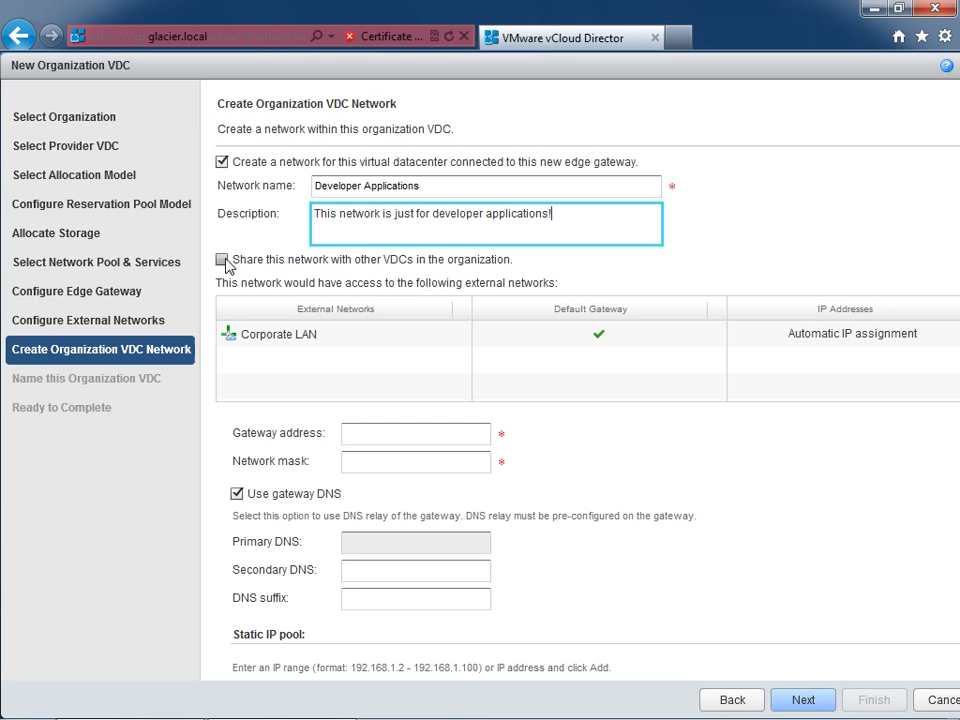 glacier.local
Certificate ...
VMware vCloud Director
New Organization VDC
Select Organization
Select Provider VDC
Select Allocation Model
Configure Reservation Pool Model
Allocate Storage
Select Network Pool & Services
Configure Edge Gateway
Configure External Networks
Create Organization VDC Network
Name this Organization VDC
Ready to Complete
Create Organization VDC Network
Create a network within this organization VDC.
Create a network for this virtual datacenter connected to this new edge gateway.
Network name: Developer Applications *
Description: This network is just for developer applications!
Share this network with other VDCs in the organization.
This network would have access to the following external networks:
External Networks Default Gateway IP Addresses
Corporate LAN Automatic IP assignment
Gateway address: *
Network mask: *
Use gateway DNS
Select this option to use DNS relay of the gateway. DNS relay must be pre-configured on the gateway.
Primary DNS:
Secondary DNS:
DNS suffix:
Static IP pool:
Enter an IP range (format: 192.168.1.2 - 192.168.1.100) or IP address and click Add.
Back Next Finish Cance